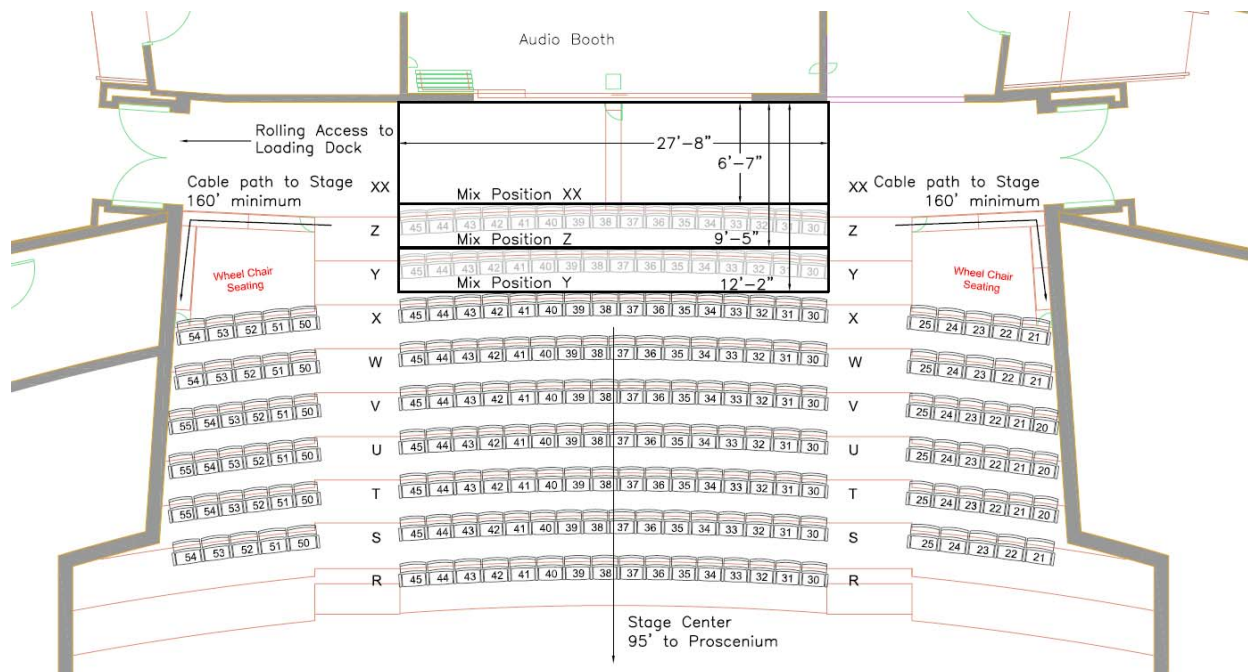 Audio Booth
Rolling Access to
Loading Dock
27'-8"
6'-7"
Cable path to Stage
160' minimum
XX
Mix Position XX
XX
Cable path to Stage
160' minimum
Z
45 44 43 42 41 40 39 38 37 36 35 34 33 32 31 30
Z
Mix Position Z
9'-5"
Wheel Chair
Seating
Y
45 44 43 42 41 40 39 38 37 36 35 34 33 32 31 30
Y
Wheel Chair
Seating
Mix Position Y
12'-2"
54 53 52 51 50 X 45 44 43 42 41 40 39 38 37 36 35 34 33 32 31 30 X 25 24 23 22 21
54 53 52 51 50 W 45 44 43 42 41 40 39 38 37 36 35 34 33 32 31 30 W 25 24 23 22 21
55 54 53 52 51 50 V 45 44 43 42 41 40 39 38 37 36 35 34 33 32 31 30 V 25 24 23 22 21 20
55 54 53 52 51 50 U 45 44 43 42 41 40 39 38 37 36 35 34 33 32 31 30 U 25 24 23 22 21 20
55 54 53 52 51 50 T 45 44 43 42 41 40 39 38 37 36 35 34 33 32 31 30 T 25 24 23 22 21 20
54 53 52 51 50 S 45 44 43 42 41 40 39 38 37 36 35 34 33 32 31 30 S 25 24 23 22 21
R 45 44 43 42 41 40 39 38 37 36 35 34 33 32 31 30 R
Stage Center
95' to Proscenium